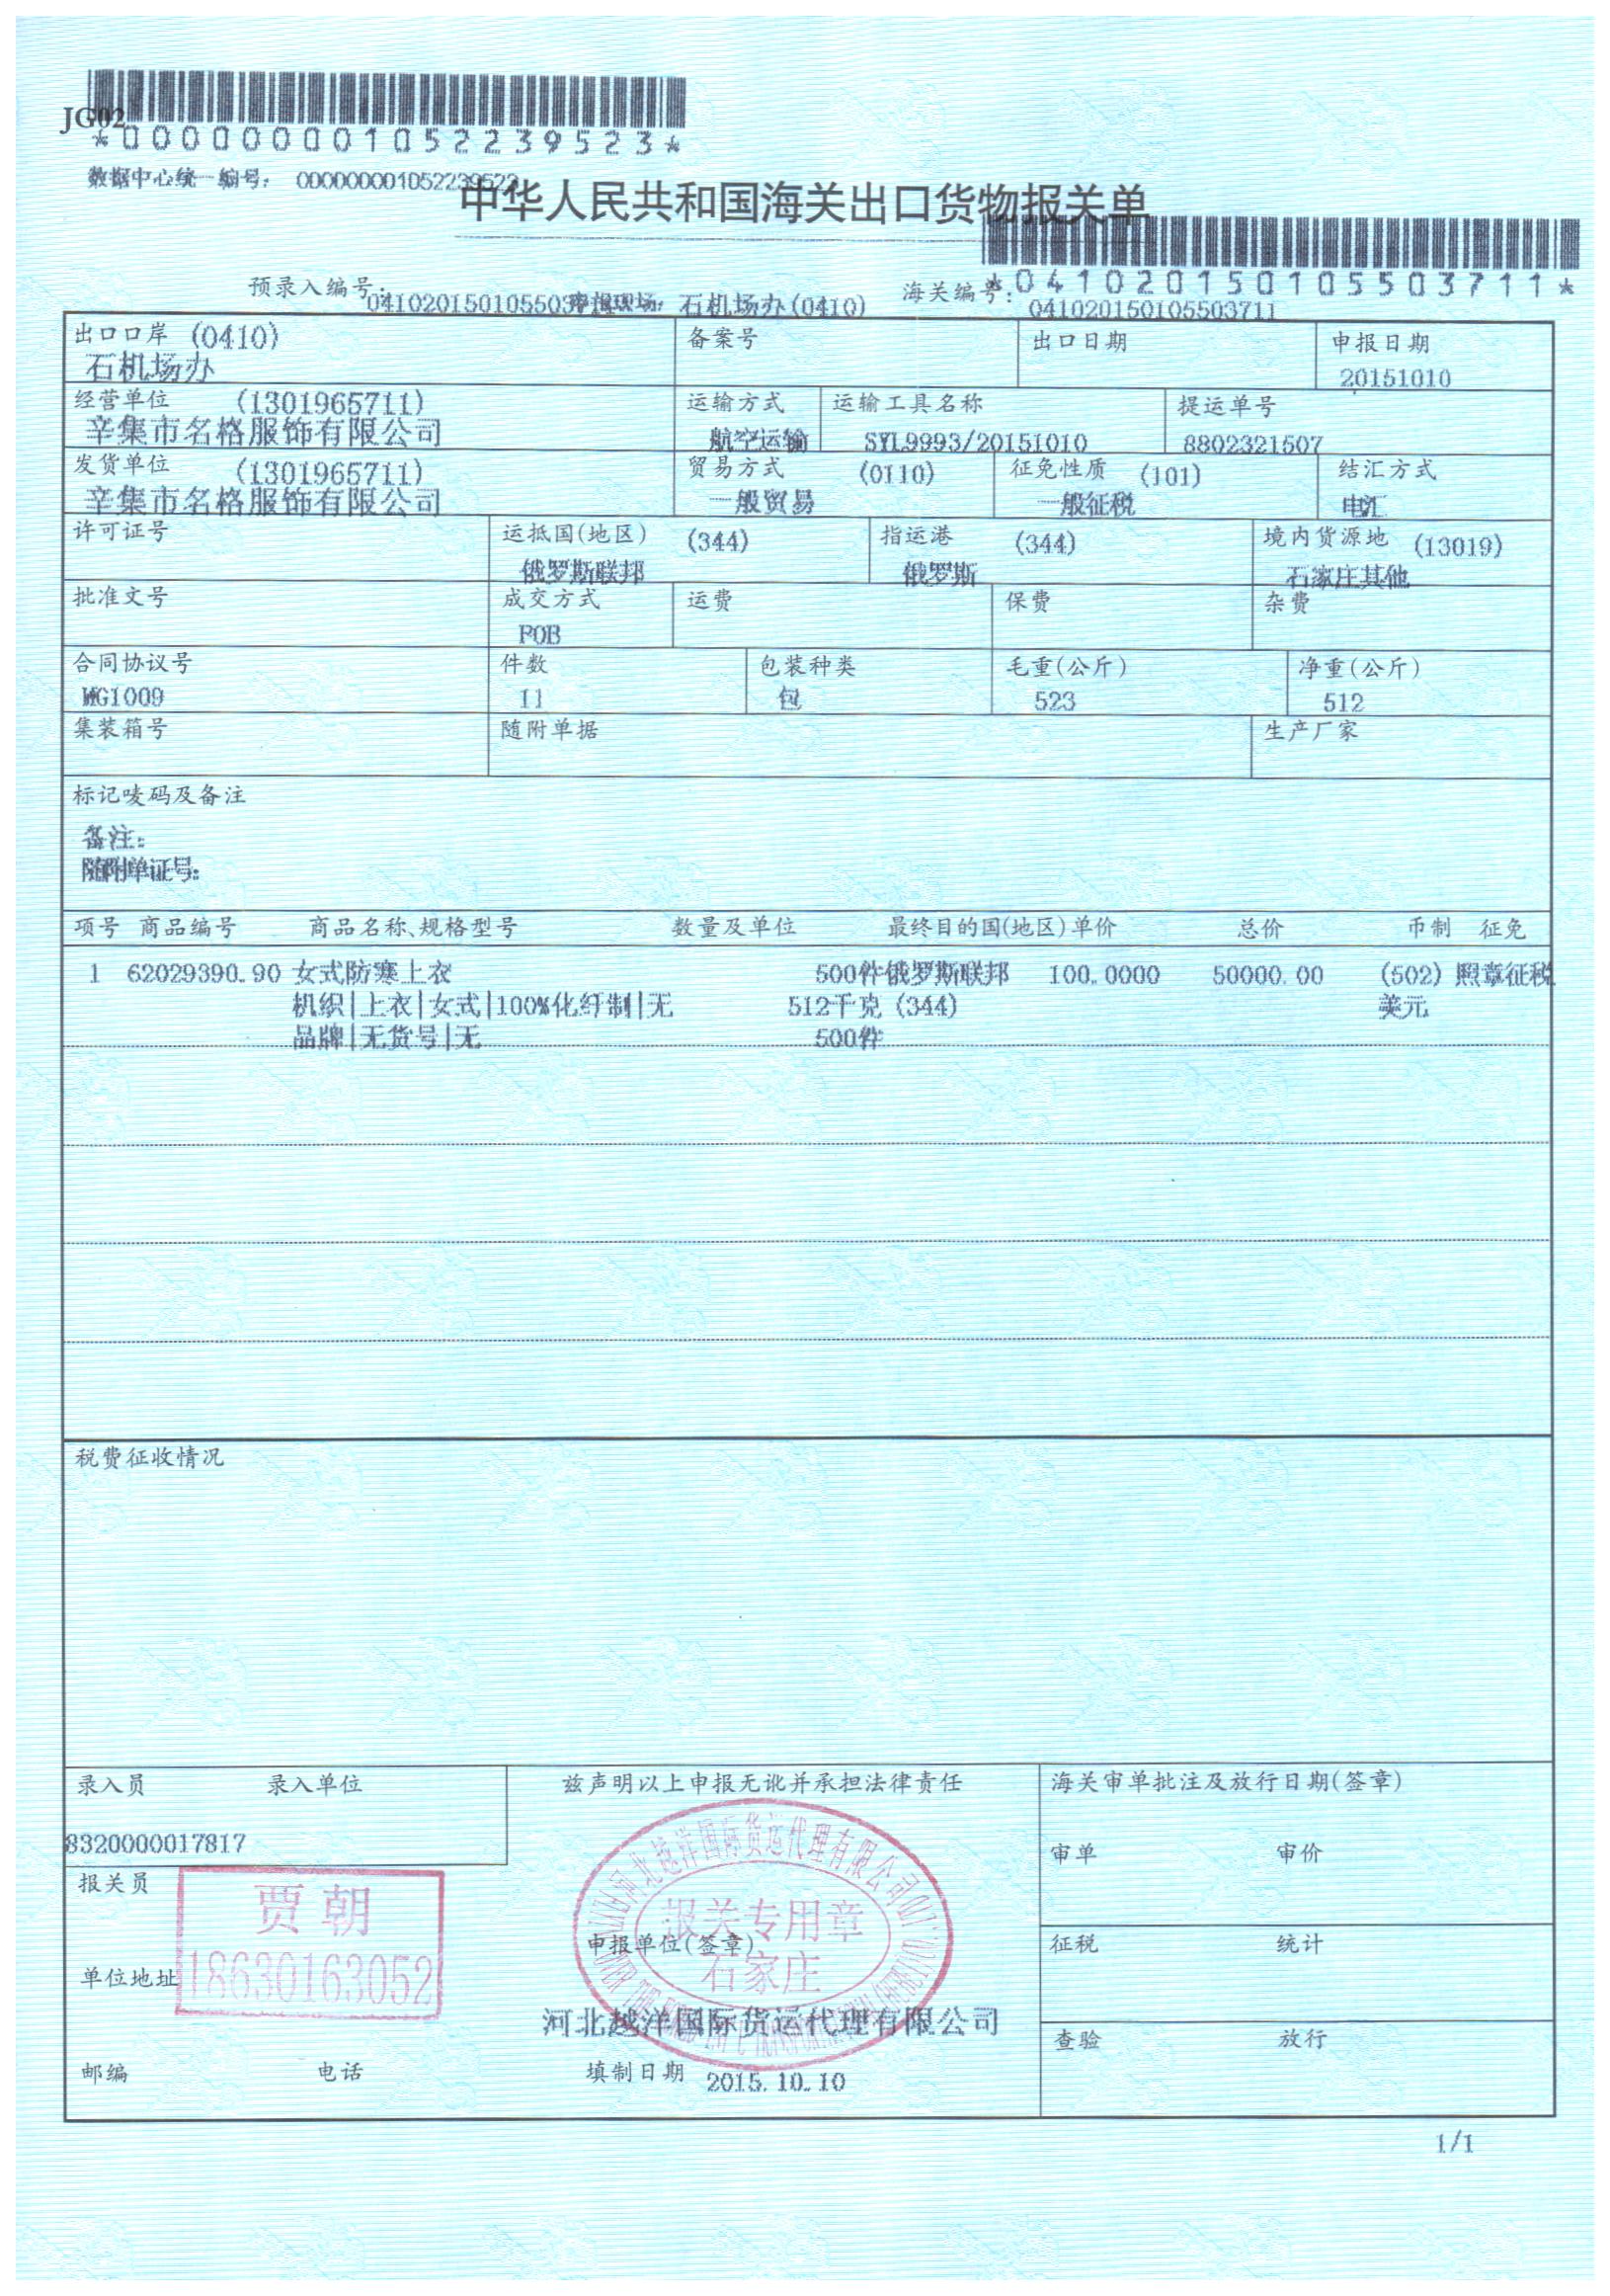 JG02
*000000001052239523*
数据中心统一编号： 000000001052239523
中华人民共和国海关出口货物报关单
*041020150105503711*
预录入编号： 申报现场： 石机场办(0410) 海关编号： 041020150105503711
出口口岸 (0410) 备案号 出口日期 申报日期
石机场办 20151010
经营单位 (1301965711) 运输方式 运输工具名称 提运单号
辛集市名格服饰有限公司 航空运输 SYL9993/20151010 8802321507
发货单位 (1301965711) 贸易方式 (0110) 征免性质 (101) 结汇方式
辛集市名格服饰有限公司 一般贸易 一般征税 电汇
许可证号 运抵国(地区) (344) 指运港 (344) 境内货源地 (13019)
俄罗斯联邦 俄罗斯 石家庄其他
批准文号 成交方式 运费 保费 杂费
FOB
合同协议号 件数 包装种类 毛重(公斤) 净重(公斤)
MG1009 11 包 523 512
集装箱号 随附单据 生产厂家
标记唛码及备注
备注：
随附单证号：
项号 商品编号 商品名称、规格型号 数量及单位 最终目的国(地区) 单价 总价 币制 征免
1 62029390.90 女式防寒上衣 500件俄罗斯联邦 100.0000 50000.00 (502) 照章征税
机织|上衣|女式|100%化纤制|无 512千克 (344) 美元
品牌|无货号|无 500件
税费征收情况
录入员 录入单位 兹声明以上申报无讹并承担法律责任 海关审单批注及放行日期(签章)
8320000017817
审单 审价
报关员
贾朝
18630163052
河北越洋国际货运代理有限公司
报关专用章
石家庄
申报单位(签章)
征税 统计
单位地址
河北越洋国际货运代理有限公司
查验 放行
邮编 电话 填制日期 2015.10.10
1/1